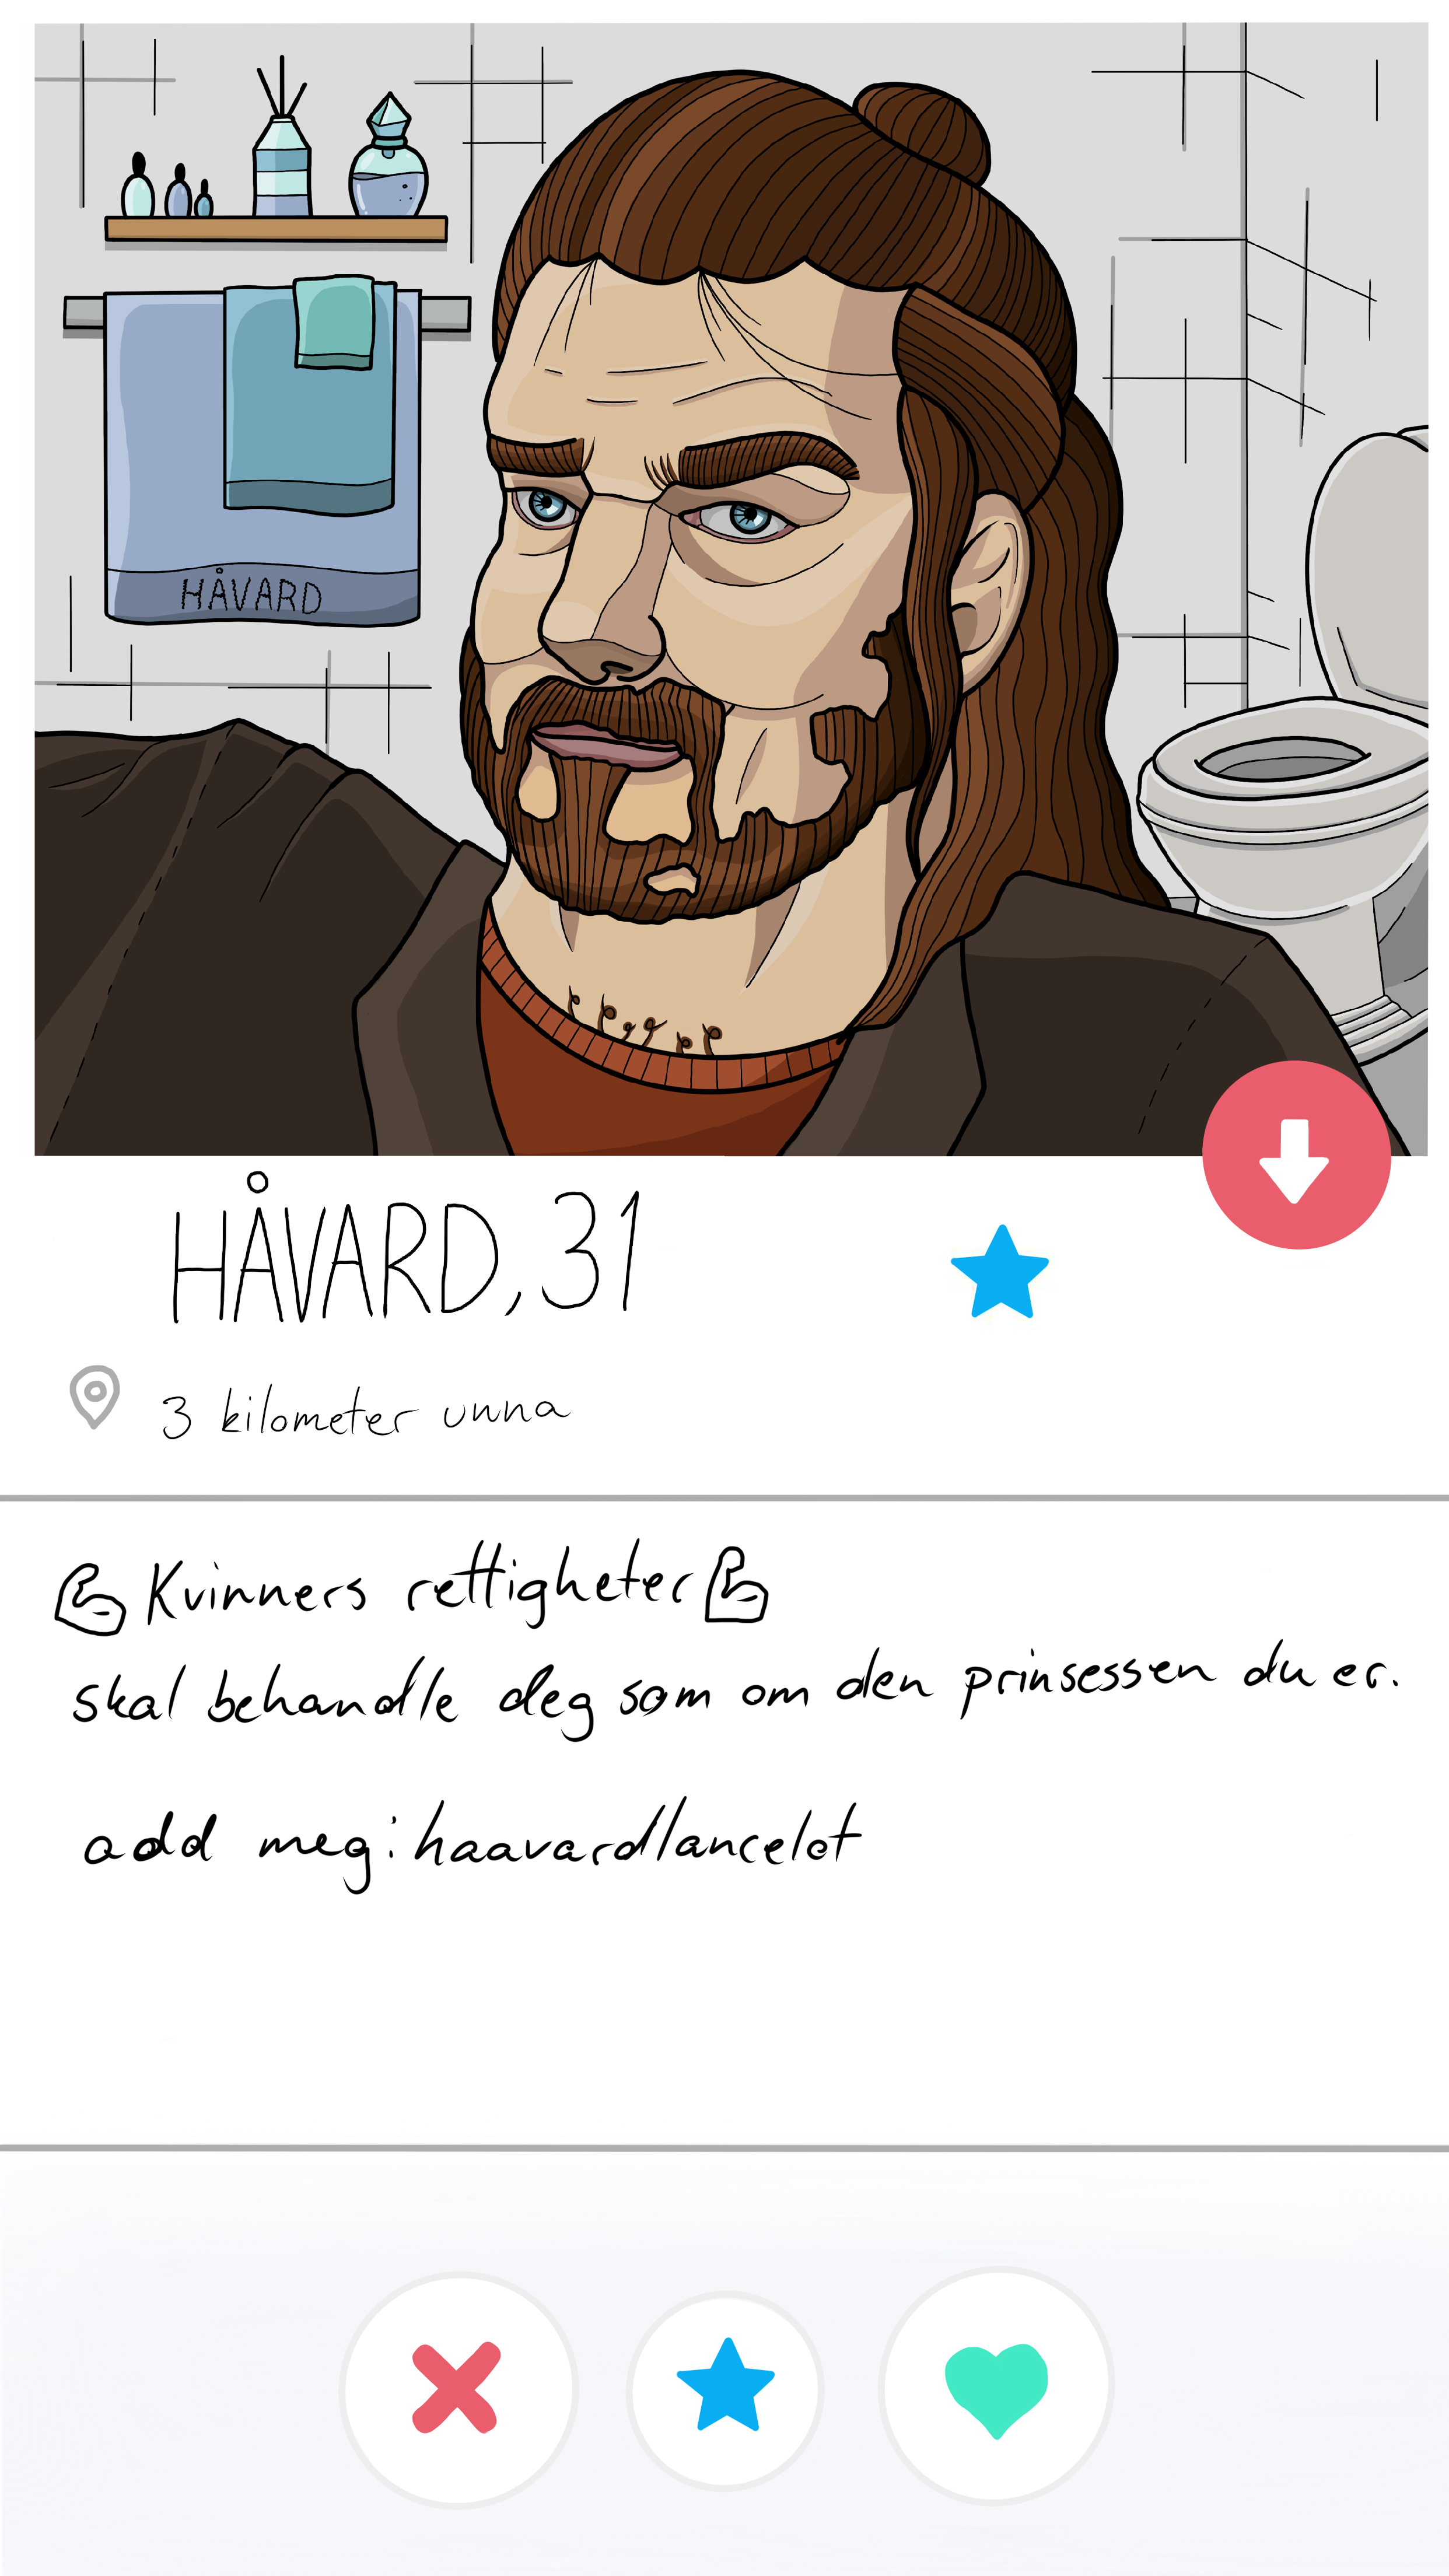 HÅVARD
HÅVARD, 31
3 kilometer unna
💪 Kvinners rettigheter 💪
skal behandle deg som om den prinsessen du er.
add meg: haavardlancelot